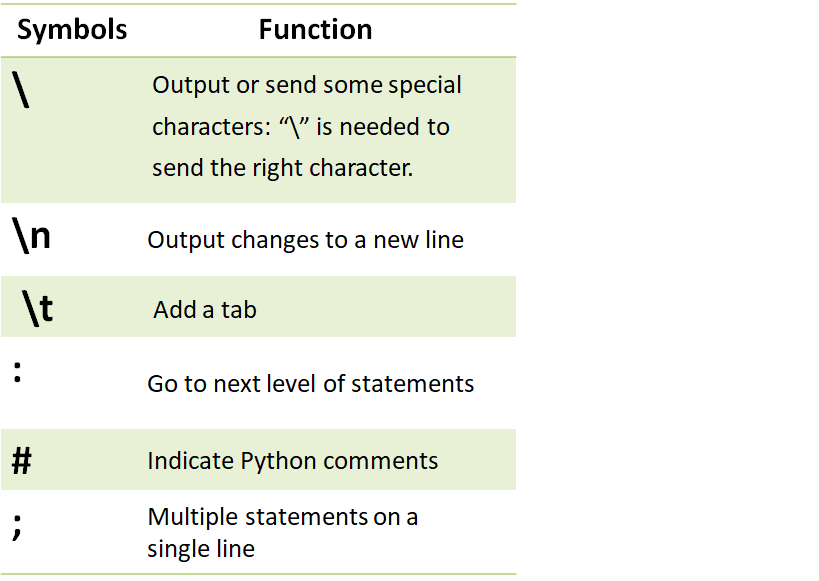 Symbols Function
\ Output or send some special
characters: “\” is needed to
send the right character.
\n Output changes to a new line
\t Add a tab
: Go to next level of statements
# Indicate Python comments
; Multiple statements on a
single line